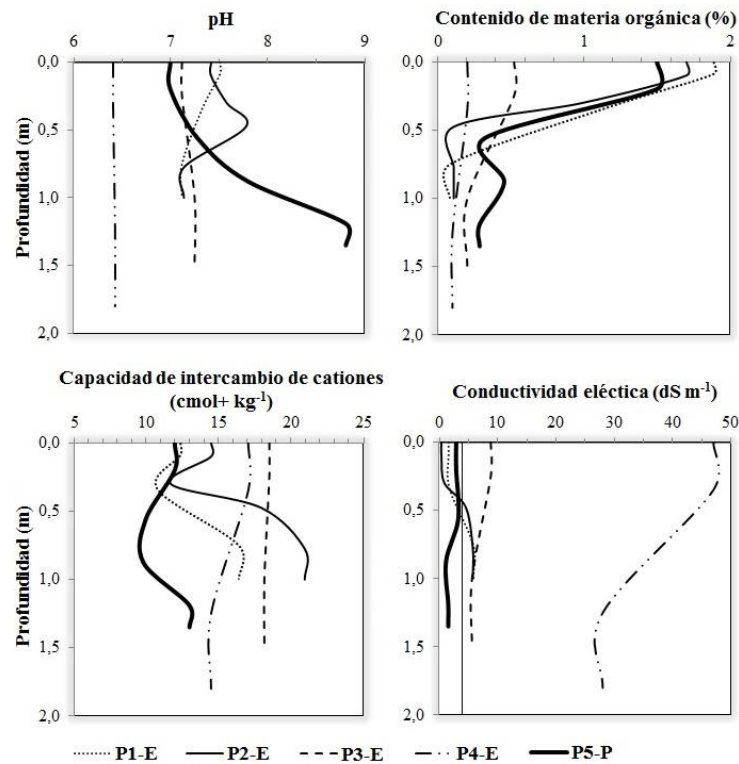 pH
6 7 8 9
0,0
0,5
1,0
1,5
2,0
Profundidad (m)
Contenido de materia orgánica (%)
0 1 2
0,0
0,5
1,0
1,5
2,0
Capacidad de intercambio de cationes
(cmol+ kg-1)
5 10 15 20 25
0,0
0,5
1,0
1,5
2,0
Profundidad (m)
Conductividad eléctrica (dS m-1)
0 10 20 30 40 50
0,0
0,5
1,0
1,5
2,0
P1-E P2-E P3-E P4-E P5-P